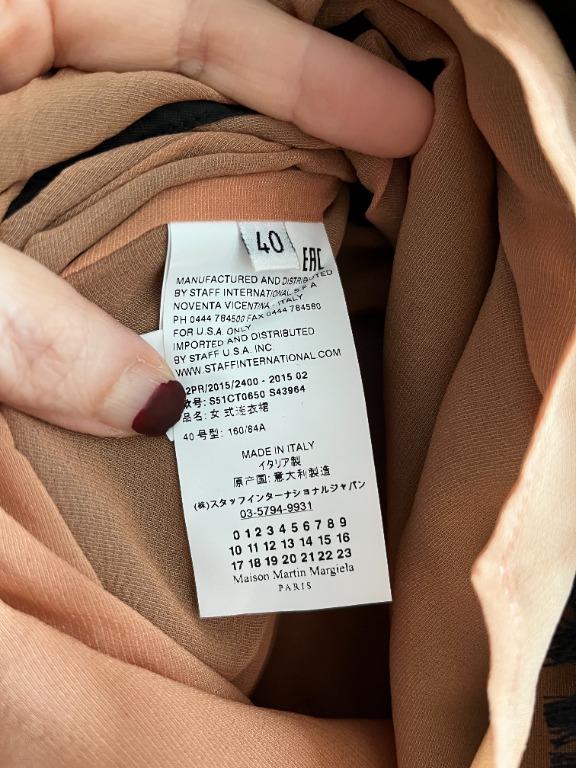 40
EAC
MANUFACTURED AND DISTRIBUTED
BY STAFF INTERNATIONAL S.P.A
NOVENTA VICENTINA - ITALY
PH 0444 784500 FAX 0444 784580
FOR U.S.A. ONLY
IMPORTED AND DISTRIBUTED
BY STAFF U.S.A. INC.
WWW.STAFFINTERNATIONAL.COM
2PR/2015/2400 - 2015 02
号: S51CT0650 S43964
品名: 女式连衣裙
40 号型: 160/84A
MADE IN ITALY
イタリア製
原产国: 意大利製造
(株)スタッフインターナショナルジャパン
03-5794-9931
0 1 2 3 4 5 6 7 8 9
10 11 12 13 14 15 16
17 18 19 20 21 22 23
Maison Martin Margiela
PARIS